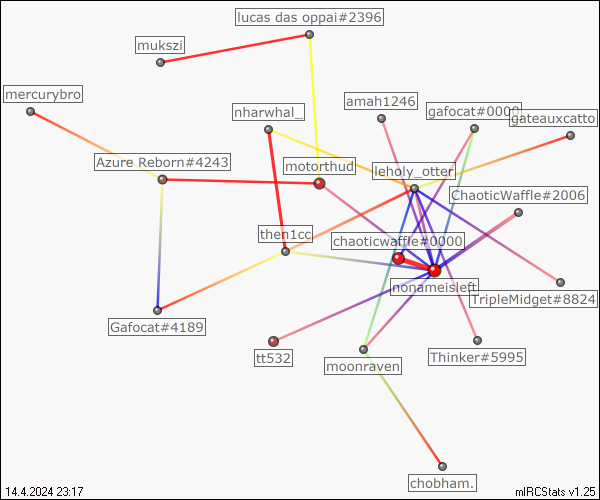 lucas das oppai#2396
mukszi
mercurybro
amah1246
nharwhal_
gafocat#0000
gateauxcatto
Azure Reborn#4243
motorthud
leholy_otter
ChaoticWaffle#2006
then1cc
chaoticwaffle#0000
nonameisleft
TripleMidget#8824
Gafocat#4189
tt532
moonraven
Thinker#5995
chobham.
14.4.2024 23:17
mIRCStats v1.25